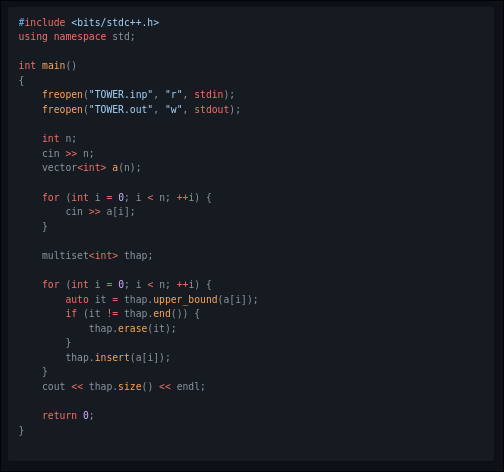 #include <bits/stdc++.h>
using namespace std;

int main()
{
    freopen("TOWER.inp", "r", stdin);
    freopen("TOWER.out", "w", stdout);

    int n;
    cin >> n;
    vector<int> a(n);

    for (int i = 0; i < n; ++i) {
        cin >> a[i];
    }

    multiset<int> thap;

    for (int i = 0; i < n; ++i) {
        auto it = thap.upper_bound(a[i]);
        if (it != thap.end()) {
            thap.erase(it);
        }
        thap.insert(a[i]);
    }
    cout << thap.size() << endl;

    return 0;
}